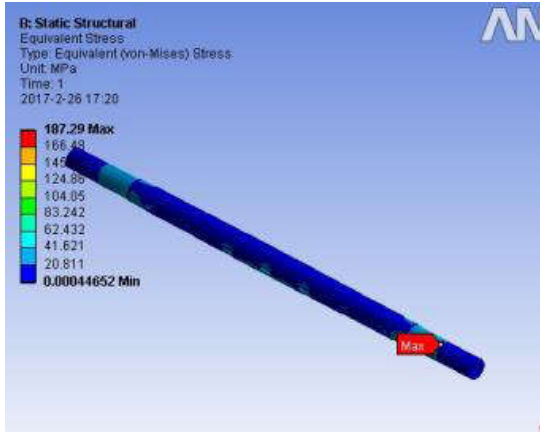 B: Static Structural
Equivalent Stress
Type: Equivalent (von-Mises) Stress
Unit: MPa
Time: 1
2017-2-26 17:20
AN
187.29 Max
166.48
145
124.86
104.05
83.242
62.432
41.621
20.811
0.00044652 Min
Max